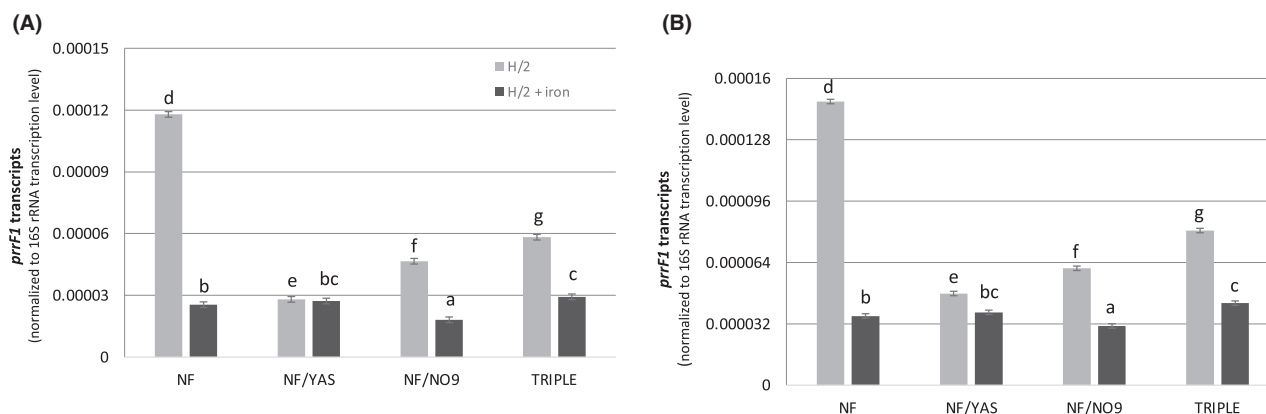 (A)
prrF1 transcripts
(normalized to 16S rRNA transcription level)
0.00015
0.00012
0.00009
0.00006
0.00003
0
H/2
H/2 + iron
d
b
e
bc
f
a
g
c
NF
NF/YAS
NF/NO9
TRIPLE
(B)
prrF1 transcripts
(normalized to 16S rRNA transcription level)
0.00016
0.000128
0.000096
0.000064
0.000032
0
d
b
e
bc
f
a
g
c
NF
NF/YAS
NF/NO9
TRIPLE